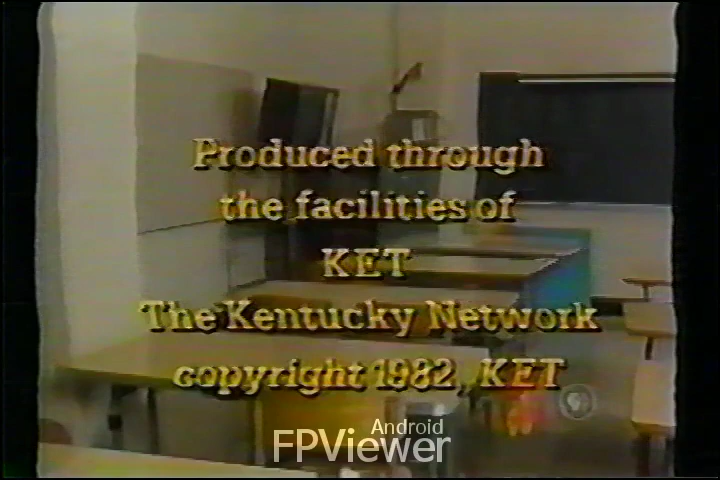 Produced through
the facilities of
KET
The Kentucky Network
copyright 1982, KET
Android
FPViewer